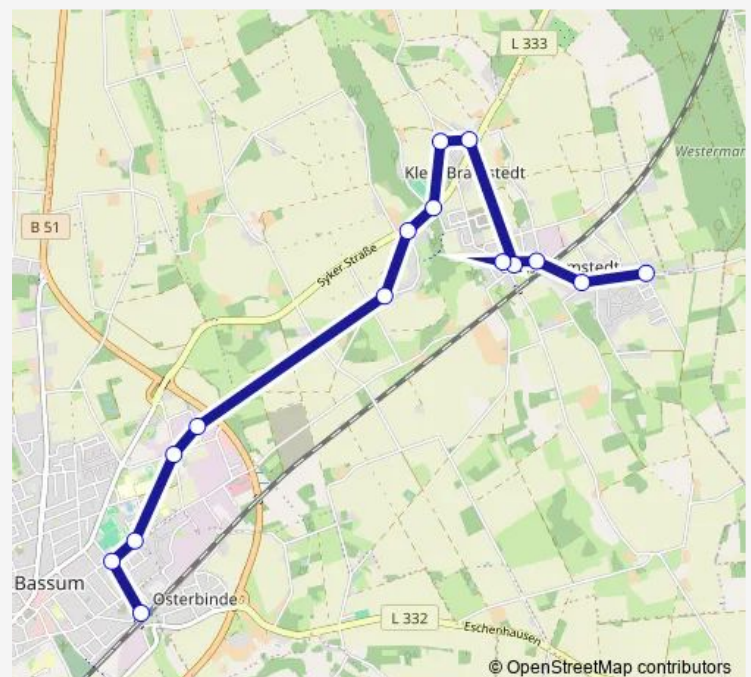 L 333
Westermar
Kle Bra stedt
B 51
Syker Straße
mstedt
Bassum
Osterbinde
L 332
Eschenhausen
© OpenStreetMap contributors